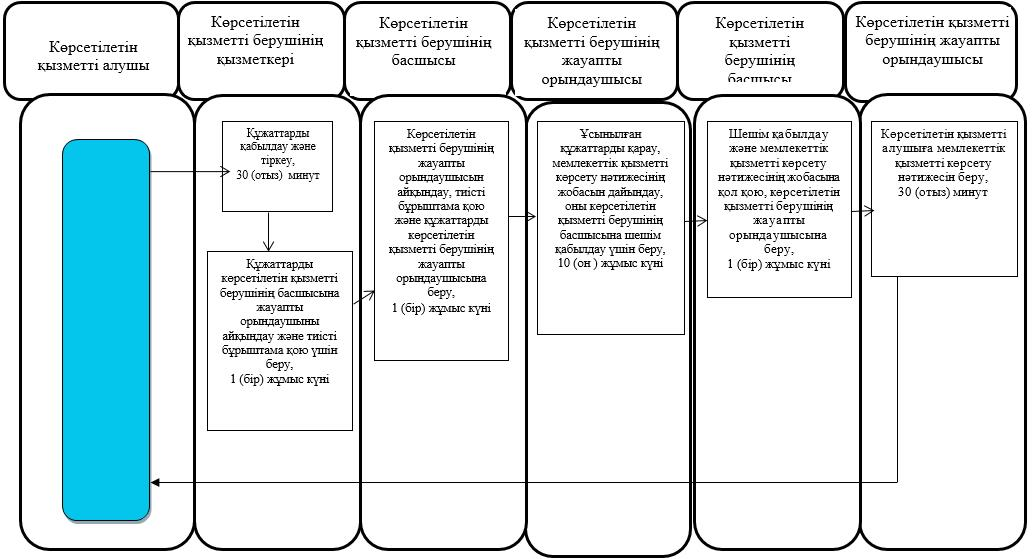 Көрсетілетін
қызметті алушы
Көрсетілетін
қызметті берушінің
қызметкері
Көрсетілетін
қызметті берушінің
басшысы
Көрсетілетін
қызметті берушінің
жауапты
орындаушысы
Көрсетілетін
қызметті
берушінің
басшысы
Көрсетілетін қызметті
берушінің жауапты
орындаушысы
Құжаттарды
қабылдау және
тіркеу,
30 (отыз) минут
Құжаттарды
көрсетілетін қызметті
берушінің басшысына
жауапты
орындаушыны
айқындау және тиісті
бұрыштама қою үшін
беру,
1 (бір) жұмыс күні
Көрсетілетін
қызметті берушінің
жауапты
орындаушысын
айқындау, тиісті
бұрыштама қою
және құжаттарды
көрсетілетін
қызметті берушінің
жауапты
орындаушысына
беру,
1 (бір) жұмыс күні
Ұсынылған
құжаттарды қарау,
мемлекеттік қызметті
көрсету нәтижесінің
жобасын дайындау,
оны көрсетілетін
қызметті берушінің
басшысына шешім
қабылдау үшін беру,
10 (он ) жұмыс күні
Шешім қабылдау
және мемлекеттік
қызметті көрсету
нәтижесінің жобасына
қол қою, көрсетілетін
қызметті берушінің
жауапты
орындаушысына
беру,
1 (бір) жұмыс күні
Көрсетілетін қызметті
алушыға мемлекеттік
қызметті көрсету
нәтижесін беру,
30 (отыз) минут